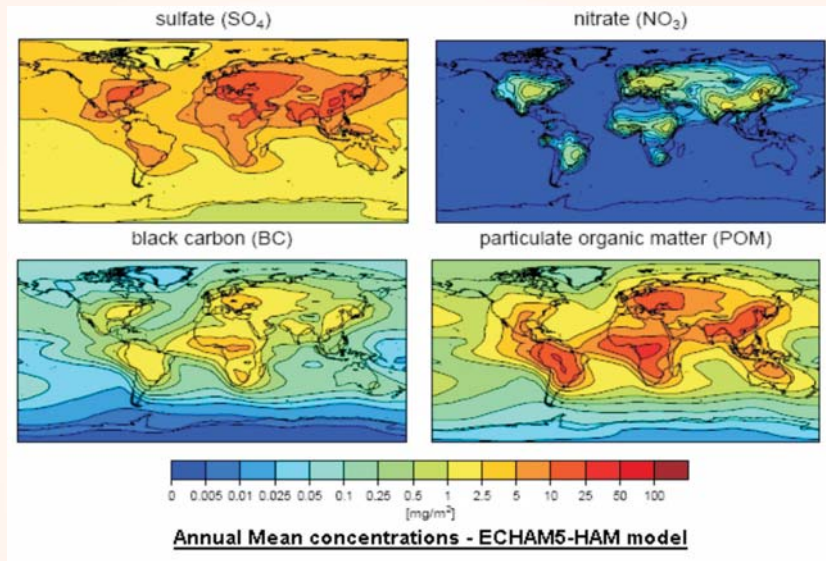 sulfate (SO₄)
nitrate (NO₃)
black carbon (BC)
particulate organic matter (POM)
0 0.005 0.01 0.025 0.05 0.1 0.25 0.5 1 2.5 5 10 25 50 100
[mg/m²]
Annual Mean concentrations - ECHAM5-HAM model